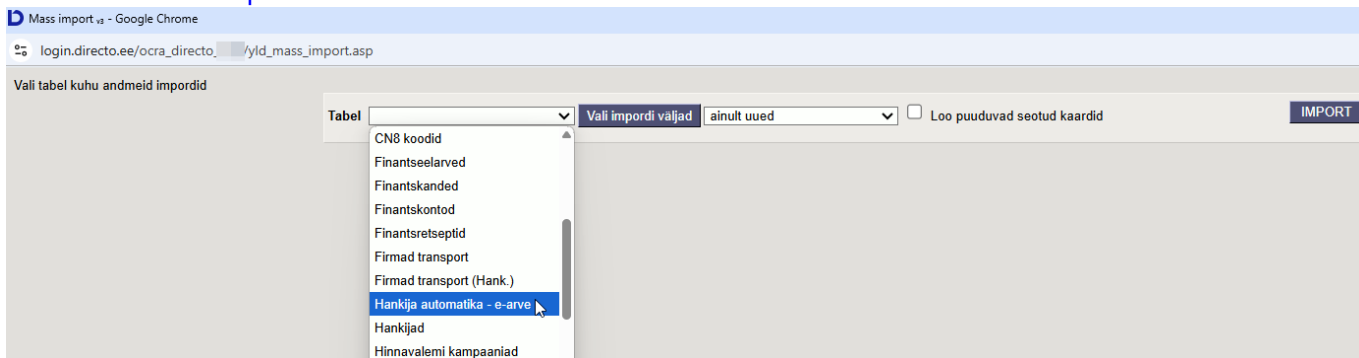 Mass import v3 - Google Chrome
login.directo.ee/ocra_directo_ /yld_mass_import.asp
Vali tabel kuhu andmeid impordid
Tabel Vali impordi väljad ainult uued Loo puuduvad seotud kaardid IMPORT
CN8 koodid
Finantseelarved
Finantskanded
Finantskontod
Finantsretseptid
Firmad transport
Firmad transport (Hank.)
Hankija automatika - e-arve
Hankijad
Hinnavalemi kampaaniad